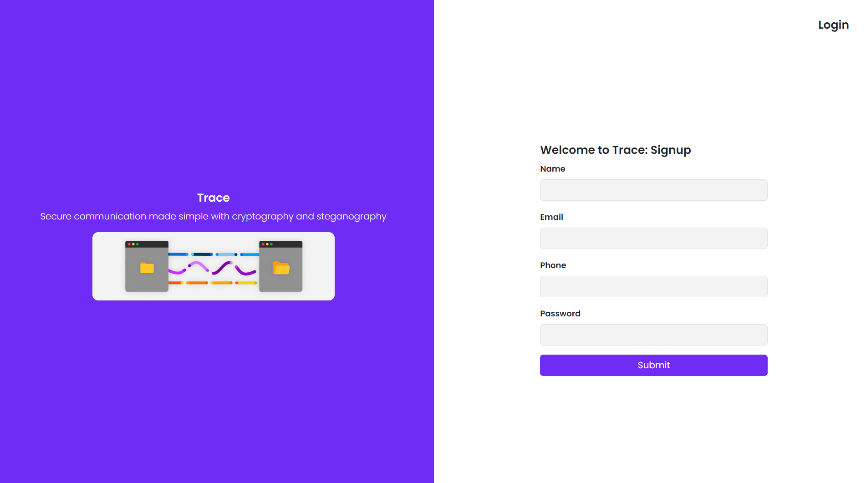 Login
Trace
Secure communication made simple with cryptography and steganography
Welcome to Trace: Signup
Name
Email
Phone
Password
Submit